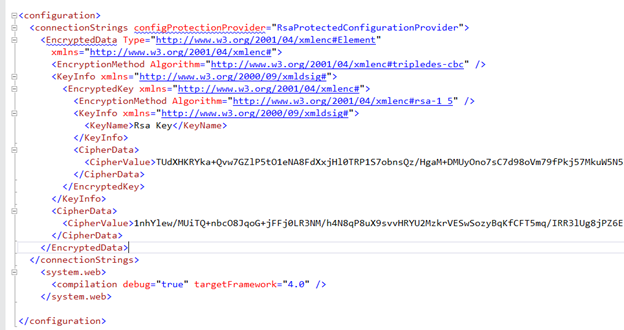 <configuration>
<connectionStrings configProtectionProvider="RsaProtectedConfigurationProvider">
<EncryptedData Type="http://www.w3.org/2001/04/xmlenc#Element"
xmlns="http://www.w3.org/2001/04/xmlenc#">
<EncryptionMethod Algorithm="http://www.w3.org/2001/04/xmlenc#tripledes-cbc" />
<KeyInfo xmlns="http://www.w3.org/2000/09/xmldsig#">
<EncryptedKey xmlns="http://www.w3.org/2001/04/xmlenc#">
<EncryptionMethod Algorithm="http://www.w3.org/2001/04/xmlenc#rsa-1_5" />
<KeyInfo xmlns="http://www.w3.org/2000/09/xmldsig#">
<KeyName>Rsa Key</KeyName>
</KeyInfo>
<CipherData>
<CipherValue>TUdXHKRYka+Qvw7GZlP5tO1eNA8FdXxjHl0TRP1S7obnsQz/HgaM+DMUyOno7sC7d98oVm79fPkj57MkuW5N5
</CipherData>
</EncryptedKey>
</KeyInfo>
<CipherData>
<CipherValue>1nhYlew/MUiTQ+nbcO8JqoG+jFFj0LR3NM/h4N8qP8uX9svvHRYU2MzkrVESwSozyBqKfCFT5mq/IRR3lUg8jPZ6E
</CipherData>
</EncryptedData>
</connectionStrings>
<system.web>
<compilation debug="true" targetFramework="4.0" />
</system.web>
</configuration>